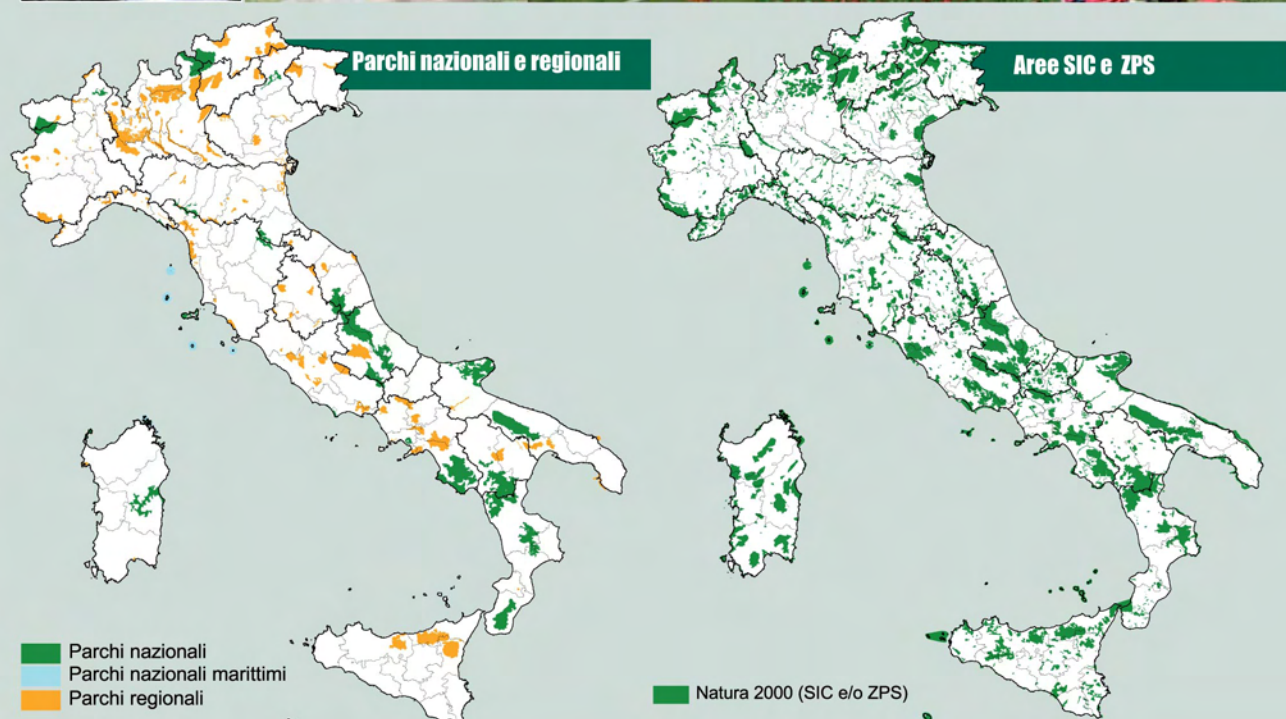 Parchi nazionali e regionali
Parchi nazionali
Parchi nazionali marittimi
Parchi regionali
Aree SIC e ZPS
Natura 2000 (SIC e/o ZPS)